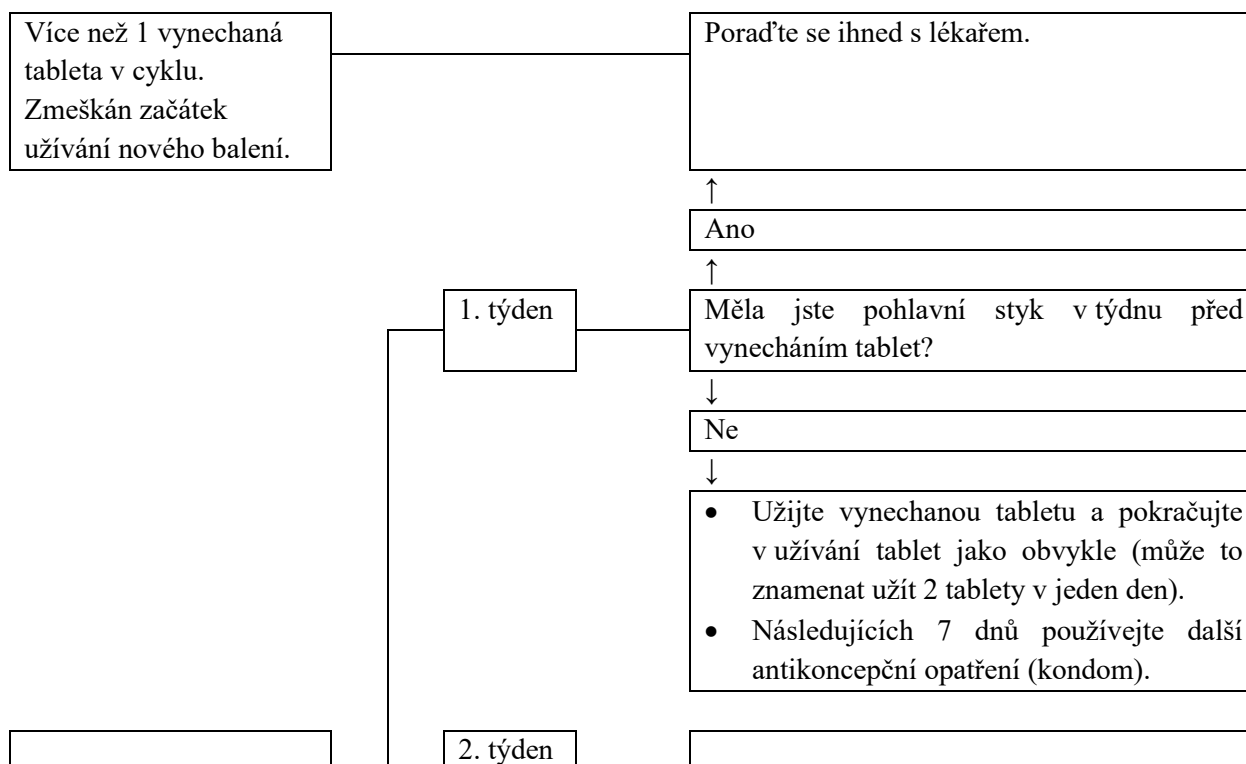 Více než 1 vynechaná
tableta v cyklu.
Zmeškán začátek
užívání nového balení.
Poraďte se ihned s lékařem.
↑
Ano
↑
1. týden
Měla jste pohlavní styk v týdnu před
vynecháním tablet?
↓
Ne
↓
• Užijte vynechanou tabletu a pokračujte
v užívání tablet jako obvykle (může to
znamenat užít 2 tablety v jeden den).
• Následujících 7 dnů používejte další
antikoncepční opatření (kondom).
2. týden